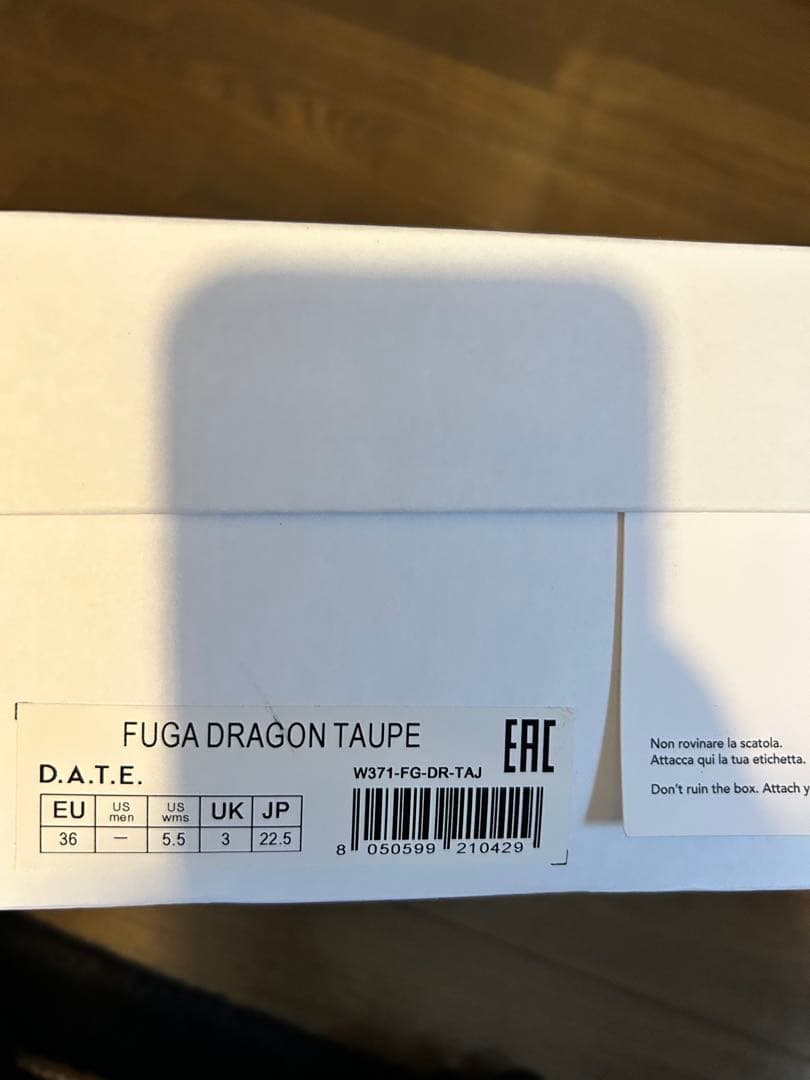 FUGA DRAGON TAUPE
EAC
D.A.T.E.
W371-FG-DR-TAJ
EU US men US wms UK JP
36 — 5.5 3 22.5
8 050599 210429
Non rovinare la scatola.
Attacca qui la tua etichetta.
Don't ruin the box. Attach